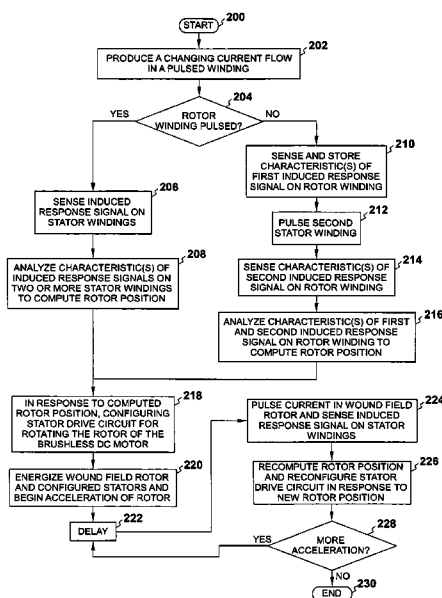 START
200
PRODUCE A CHANGING CURRENT FLOW
IN A PULSED WINDING
202
204
YES
ROTOR
WINDING PULSED?
NO
206
SENSE INDUCED
RESPONSE SIGNAL ON
STATOR WINDINGS
208
ANALYZE CHARACTERISTIC(S) OF
INDUCED RESPONSE SIGNALS ON
TWO OR MORE STATOR WINDINGS
TO COMPUTE ROTOR POSITION
210
SENSE AND STORE
CHARACTERISTIC(S) OF
FIRST INDUCED RESPONSE
SIGNAL ON ROTOR WINDING
212
PULSE SECOND
STATOR WINDING
214
SENSE CHARACTERISTIC(S) OF
SECOND INDUCED RESPONSE
SIGNAL ON ROTOR WINDING
216
ANALYZE CHARACTERISTIC(S) OF FIRST
AND SECOND INDUCED RESPONSE
SIGNAL ON ROTOR WINDING TO
COMPUTE ROTOR POSITION
218
IN RESPONSE TO COMPUTED
ROTOR POSITION, CONFIGURING
STATOR DRIVE CIRCUIT FOR
ROTATING THE ROTOR OF THE
BRUSHLESS DC MOTOR
220
ENERGIZE WOUND FIELD ROTOR
AND CONFIGURED STATORS AND
BEGIN ACCELERATION OF ROTOR
222
DELAY
224
PULSE CURRENT IN WOUND FIELD
ROTOR AND SENSE INDUCED
RESPONSE SIGNAL ON STATOR
WINDINGS
226
RECOMPUTE ROTOR POSITION
AND RECONFIGURE STATOR
DRIVE CIRCUIT IN RESPONSE TO
NEW ROTOR POSITION
228
YES
MORE
ACCELERATION?
NO
END
230